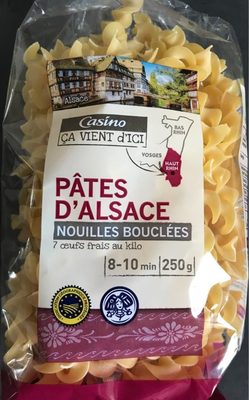 Alsace
Casino
ÇA VIENT d'ICI
BAS
RHIN
VOSGES
HAUT
RHIN
PÂTES
D'ALSACE
NOUILLES BOUCLÉES
7 œufs frais au kilo
8-10 min 250g